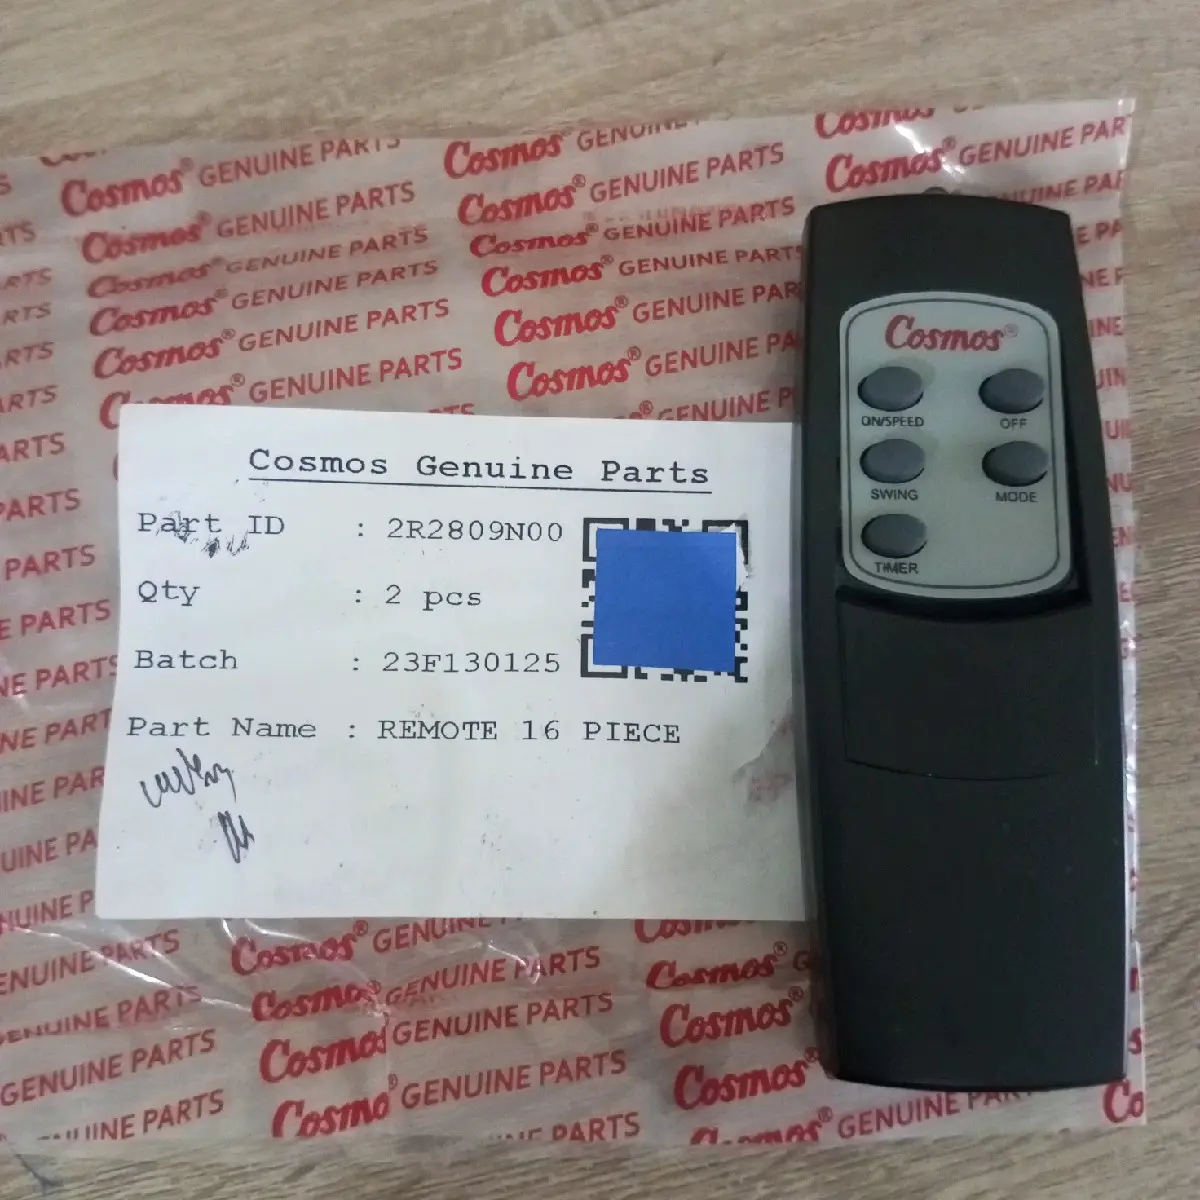 Cosmos® GENUINE PARTS
Cosmos® GENUINE PARTS
Cosmos® GENUINE PARTS
Cosmos® GENUINE PARTS
Cosmos® GENUINE PARTS
Cosmos® GENUINE PARTS
Cosmos Genuine Parts
Part ID : 2R2809N00
Qty : 2 pcs
Batch : 23F130125
Part Name : REMOTE 16 PIECE
Cosmos®
ON/SPEED
OFF
SWING
MODE
TIMER
Cosmos® GENUINE PARTS
Cosmos® GENUINE PARTS
Cosmos GENUINE PARTS
Cosmo® GENUINE PARTS